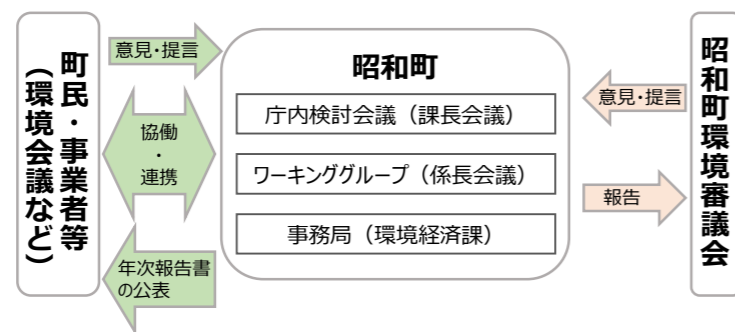 町民・事業者等
（環境会議など）
意見・提言
協働
・
連携
年次報告書
の公表
昭和町
庁内検討会議（課長会議）
ワーキンググループ（係長会議）
事務局（環境経済課）
意見・提言
報告
昭和町環境審議会